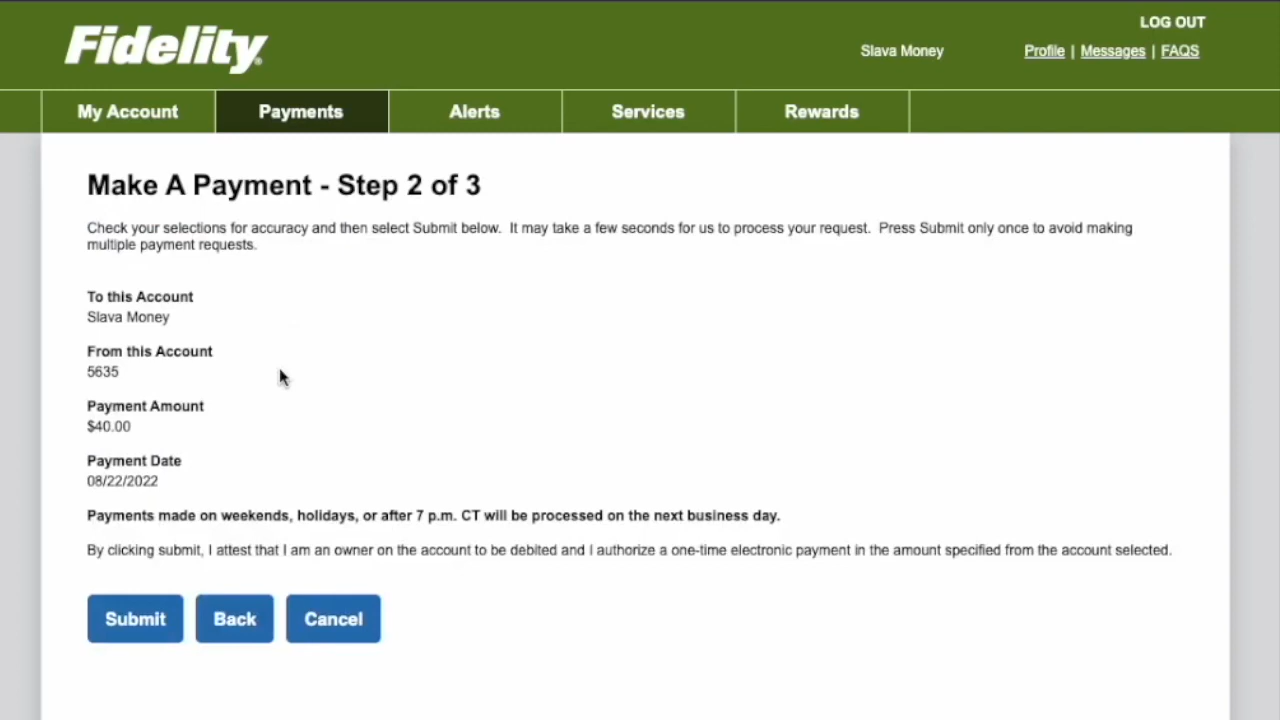 Fidelity
LOG OUT
Slava Money
Profile | Messages | FAQS
My Account
Payments
Alerts
Services
Rewards
Make A Payment - Step 2 of 3
Check your selections for accuracy and then select Submit below.  It may take a few seconds for us to process your request.  Press Submit only once to avoid making
multiple payment requests.
To this Account
Slava Money
From this Account
5635
Payment Amount
$40.00
Payment Date
08/22/2022
Payments made on weekends, holidays, or after 7 p.m. CT will be processed on the next business day.
By clicking submit, I attest that I am an owner on the account to be debited and I authorize a one-time electronic payment in the amount specified from the account selected.
Submit
Back
Cancel